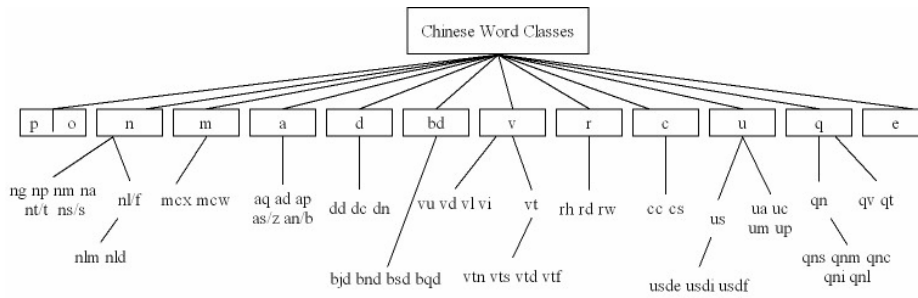 Chinese Word Classes
p o n m a d bd v r c u q e
ng np nm na
nt/t ns/s
nl/f
nlm nld
mcx mcw
aq ad ap
as/z an/b
dd dc dn
bjd bnd bsd bqd
vu vd vl vi
vt
vtn vts vtd vtf
rh rd rw
cc cs
us
usde usdi usdf
ua uc
um up
qn
qns qnm qnc
qni qnl
qv qt